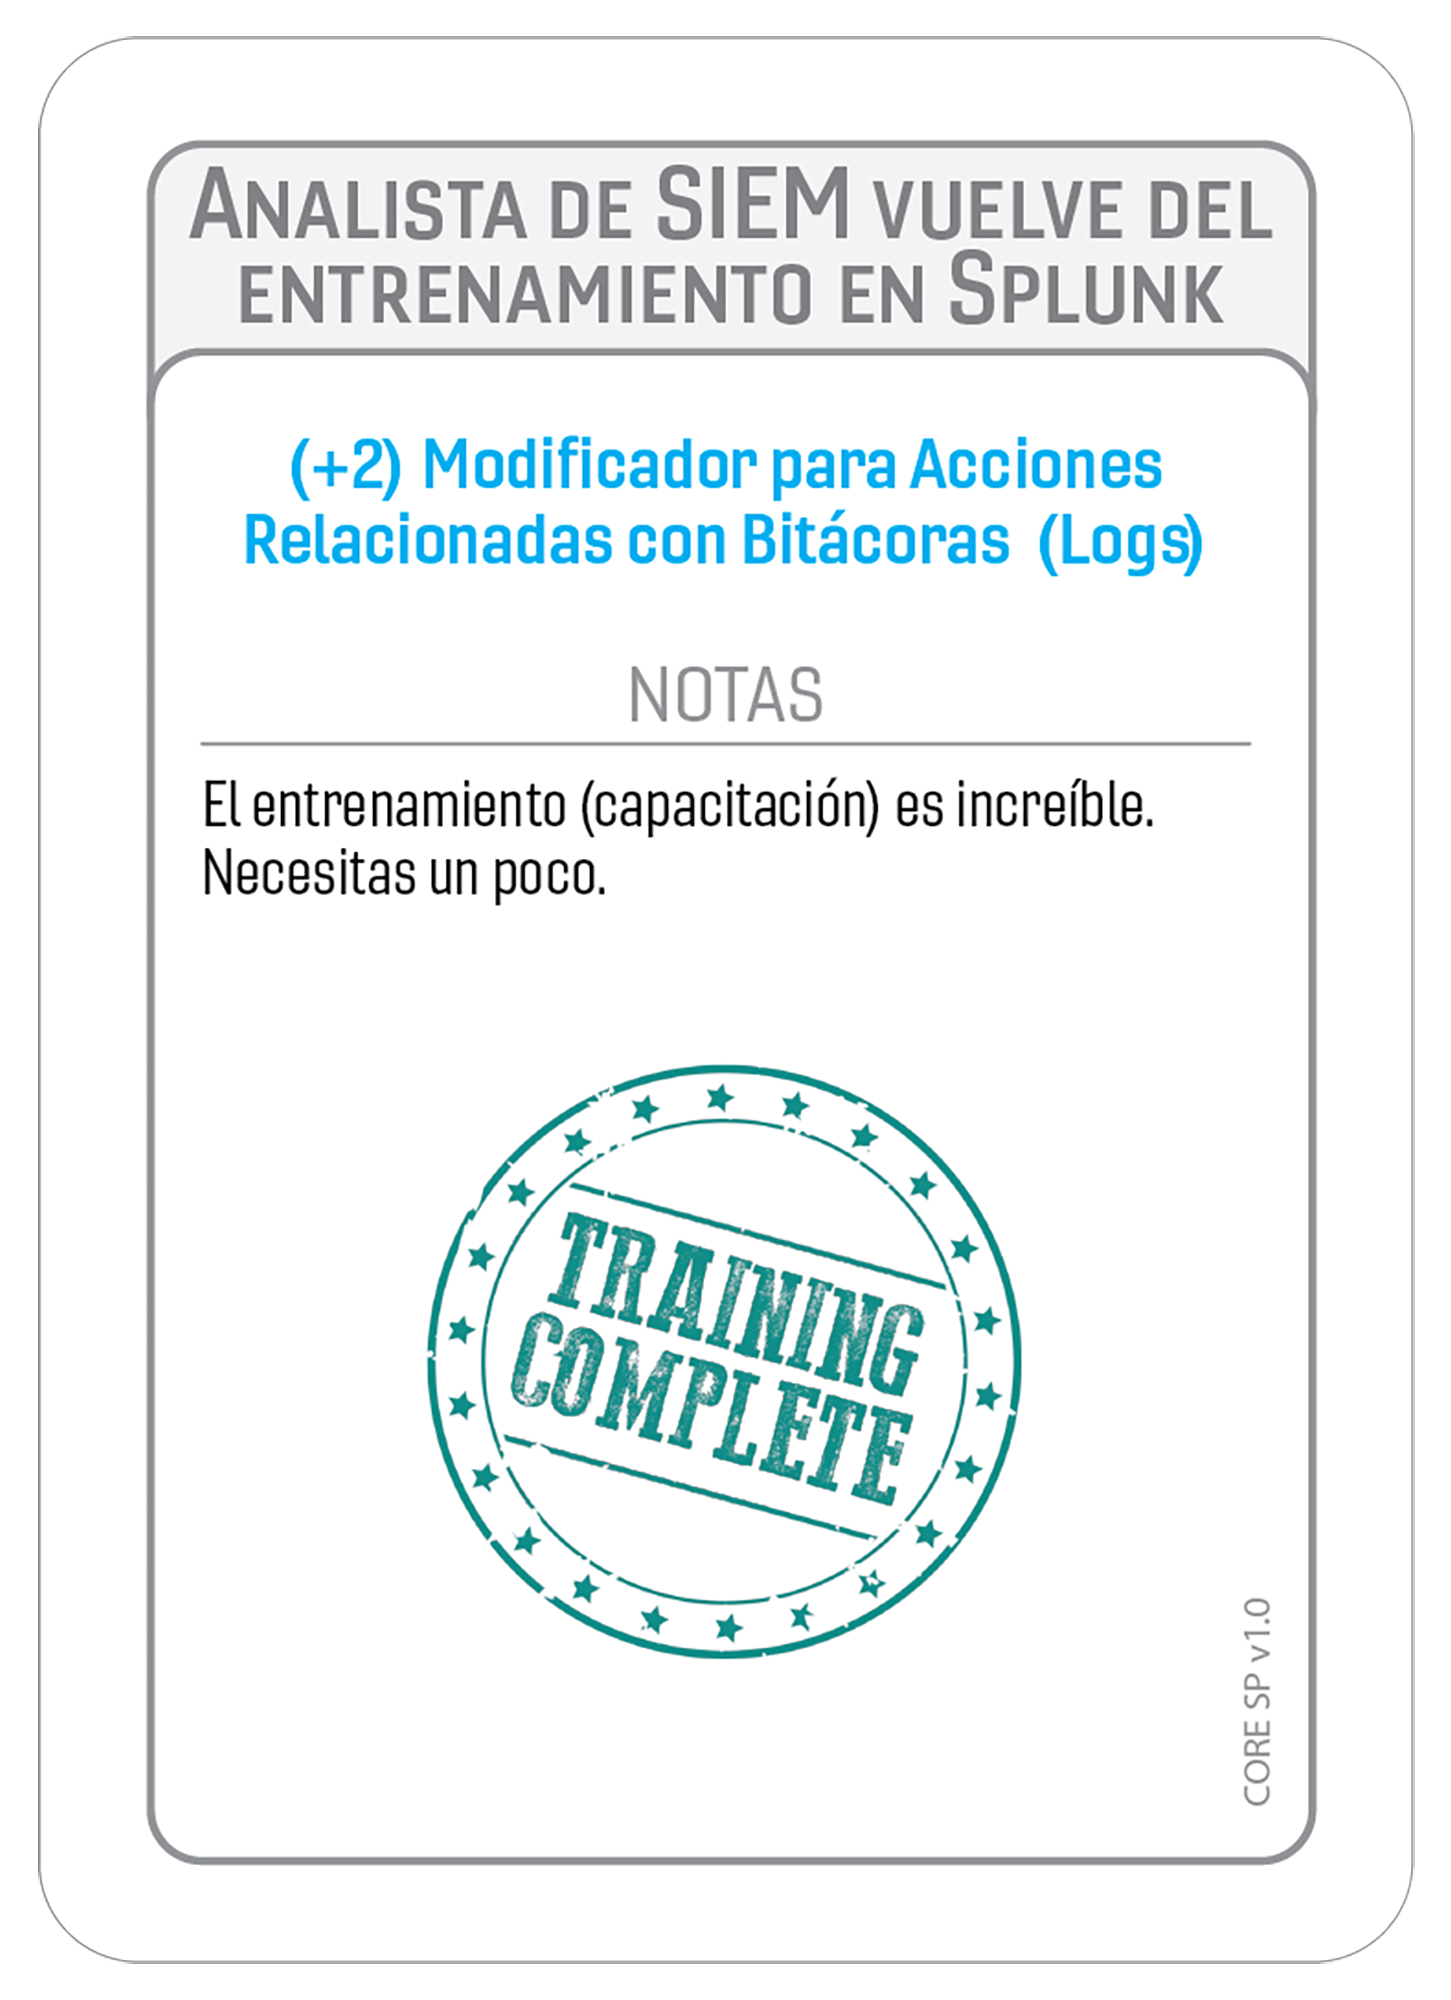 Analista de SIEM vuelve del
entrenamiento en Splunk
(+2) Modificador para Acciones
Relacionadas con Bitácoras (Logs)
NOTAS
El entrenamiento (capacitación) es increíble.
Necesitas un poco.
TRAINING
COMPLETE
CORE SP v1.0